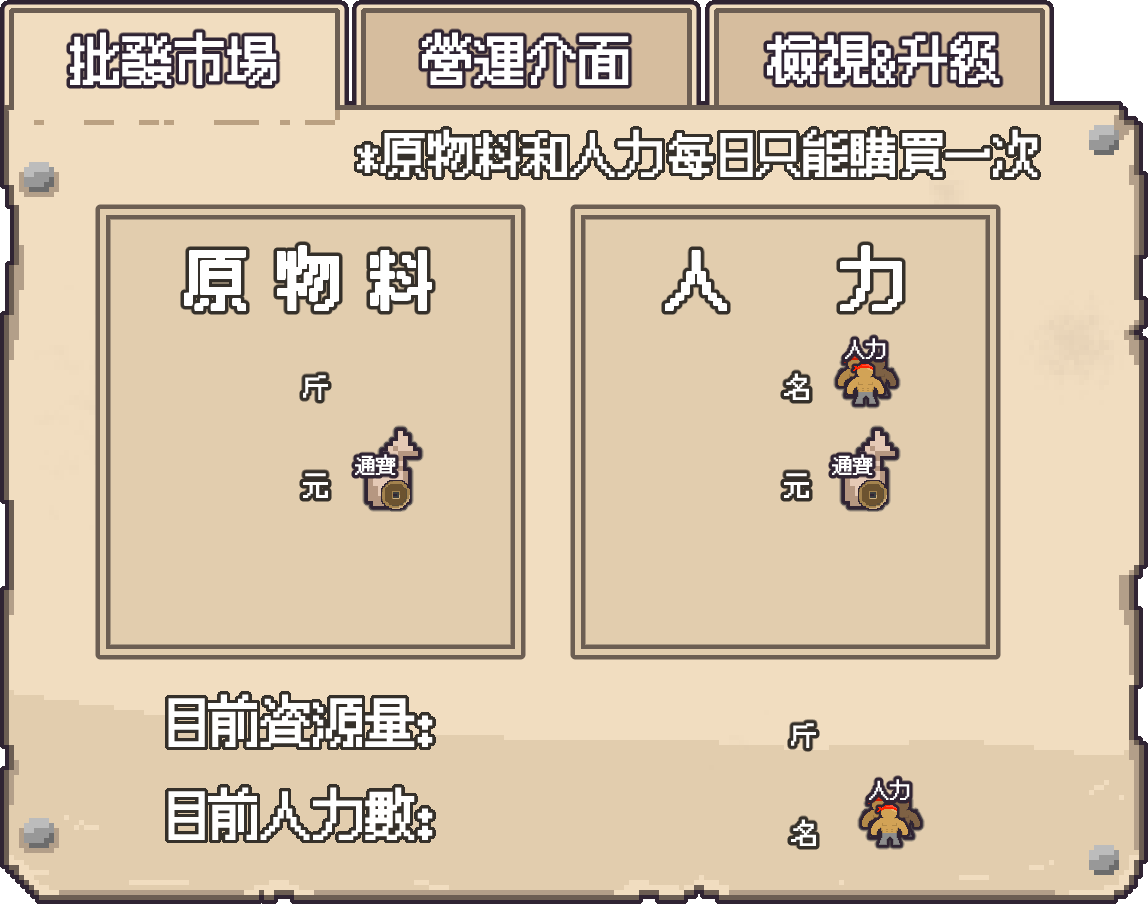 批發市場 營運介面 檢視&升級
*原物料和人力每日只能購買一次
原物料
斤
元 通寶
人力
人力
名
元 通寶
目前資源量: 斤
目前人力數: 名 人力